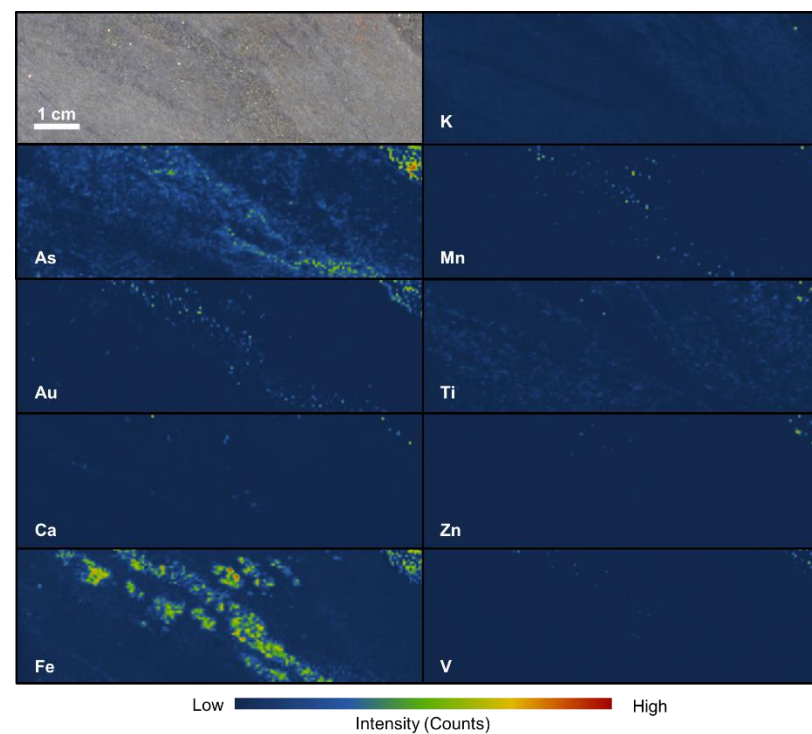 1 cm
K
As
Mn
Au
Ti
Ca
Zn
Fe
V
Low
High
Intensity (Counts)